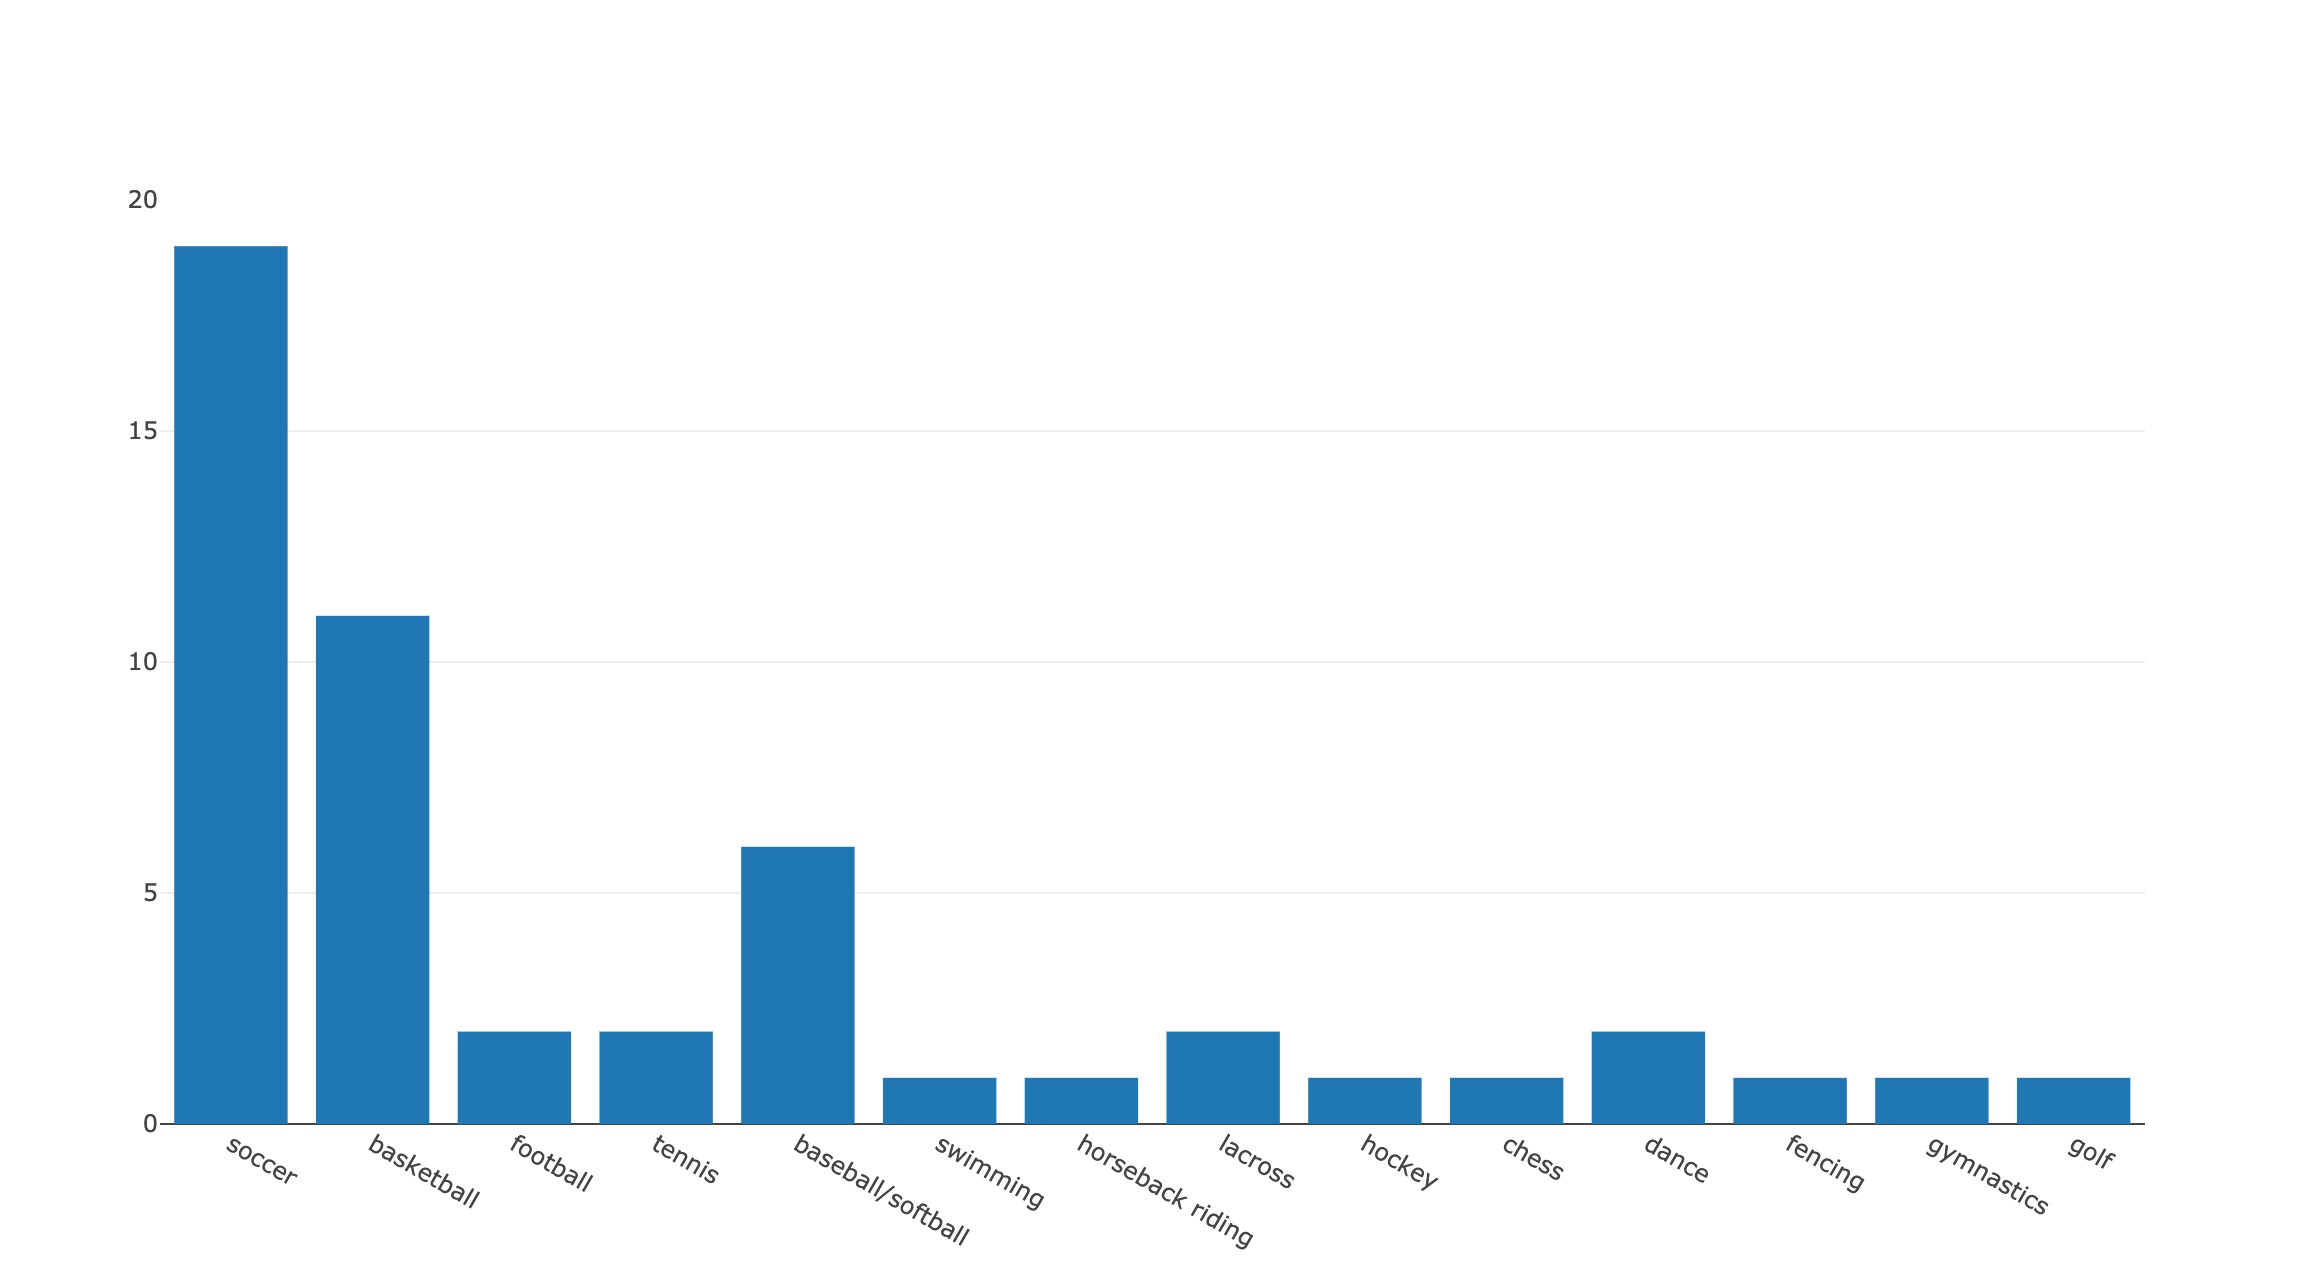 20
15
10
5
0
soccer
basketball
football
tennis
baseball/softball
swimming
horseback riding
lacross
hockey
chess
dance
fencing
gymnastics
golf